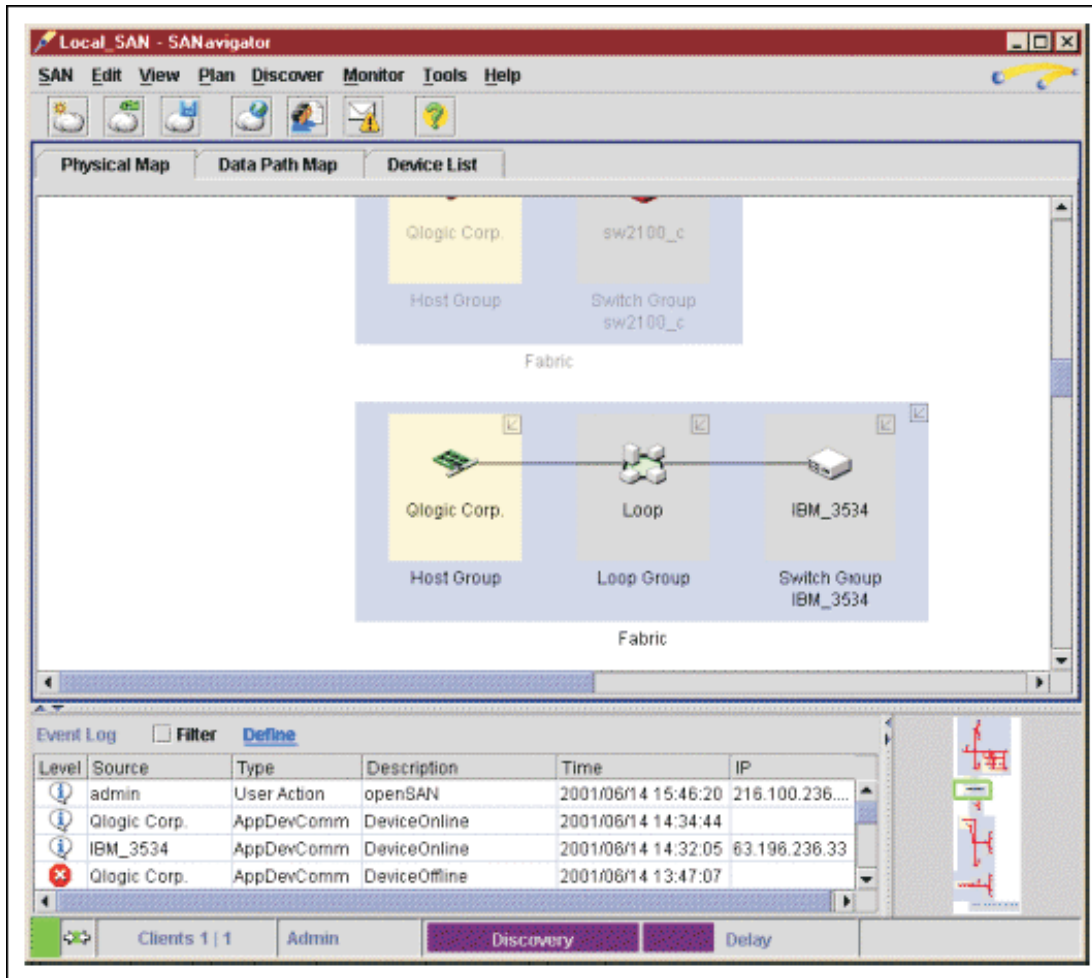 Local_SAN - SANavigator
SAN Edit View Plan Discover Monitor Tools Help
Physical Map Data Path Map Device List
Qlogic Corp. sw2100_c
Host Group Switch Group
sw2100_c
Fabric
Qlogic Corp. Loop IBM_3534
Host Group Loop Group Switch Group
IBM_3534
Fabric
Event Log Filter Define
Level Source Type Description Time IP
admin User Action openSAN 2001/06/14 15:46:20 216.100.236....
Qlogic Corp. AppDevComm DeviceOnline 2001/06/14 14:34:44
IBM_3534 AppDevComm DeviceOnline 2001/06/14 14:32:05 63.196.236.33
Qlogic Corp. AppDevComm DeviceOffline 2001/06/14 13:47:07
Clients 1 | 1 Admin Discovery Delay